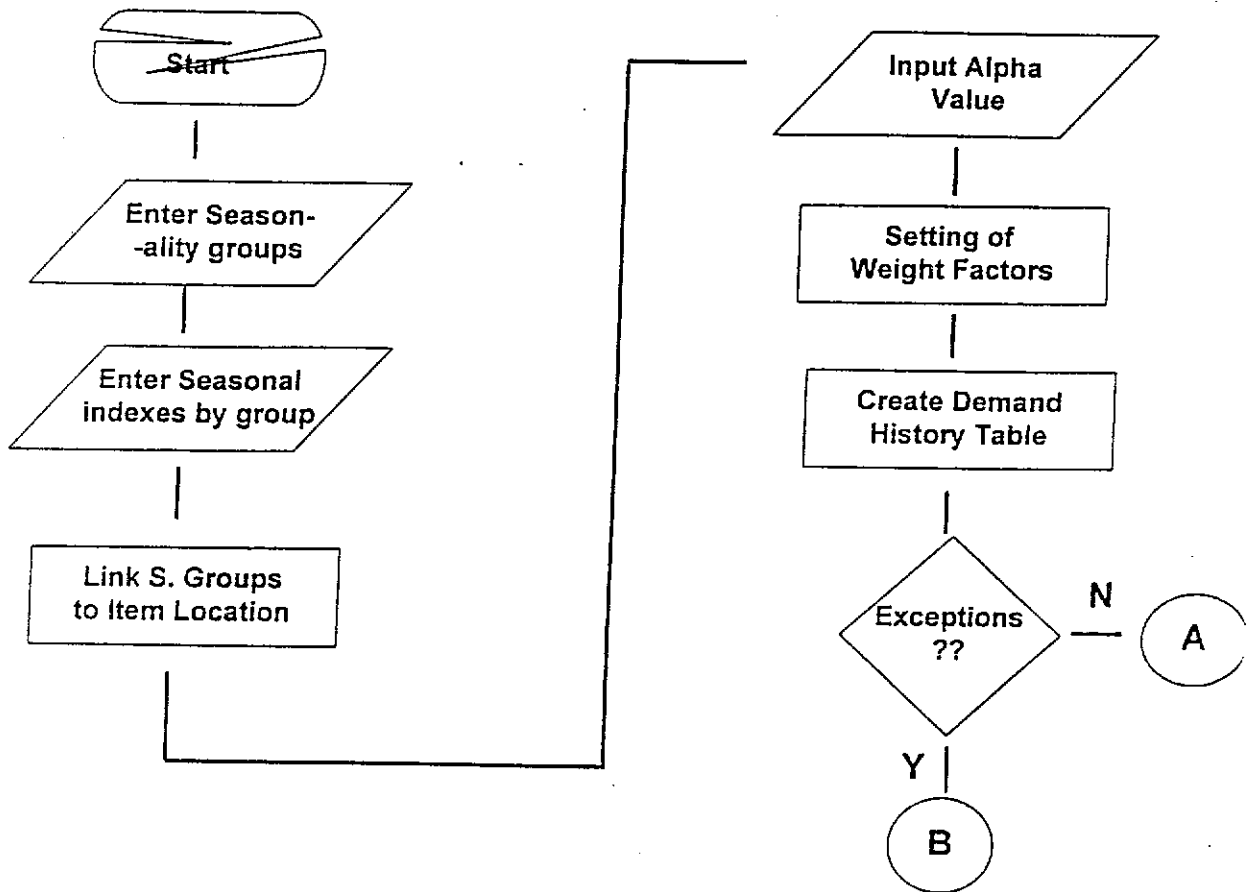 Start
Enter Season-
-ality groups
Enter Seasonal
indexes by group
Link S. Groups
to Item Location
Input Alpha
Value
Setting of
Weight Factors
Create Demand
History Table
Exceptions
??
N
A
Y
B